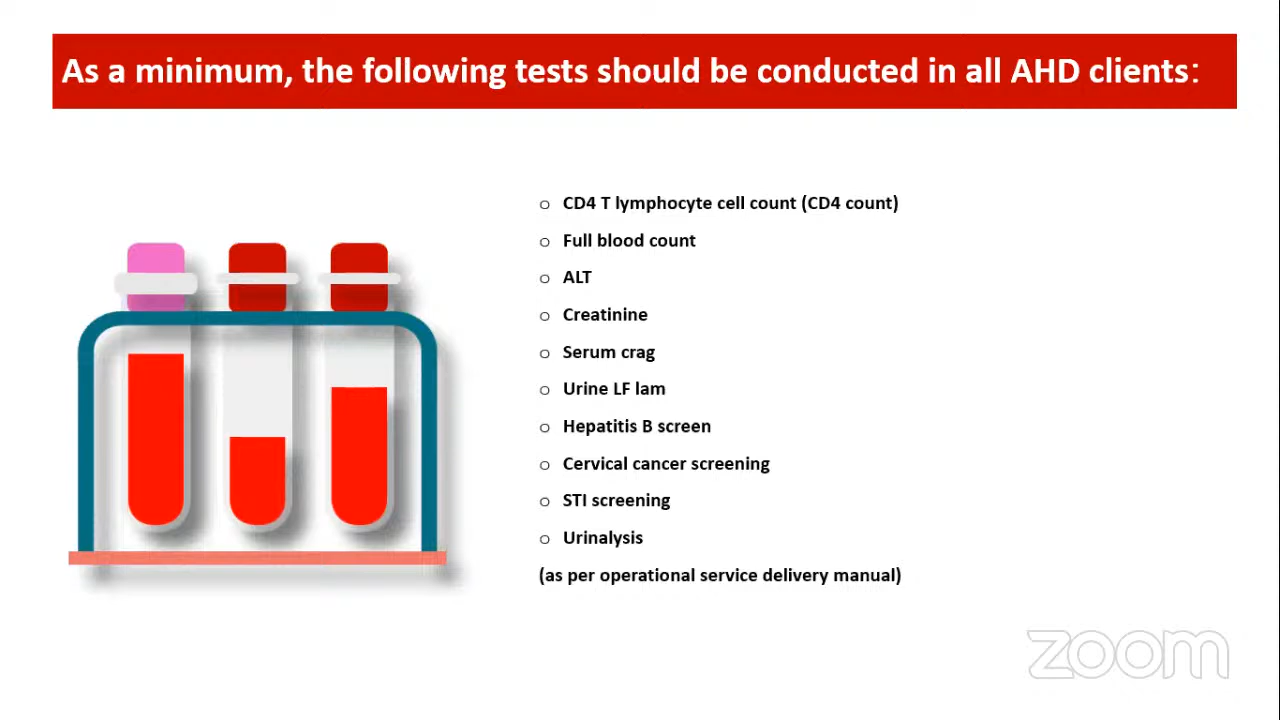 As a minimum, the following tests should be conducted in all AHD clients:
o CD4 T lymphocyte cell count (CD4 count)
o Full blood count
o ALT
o Creatinine
o Serum crag
o Urine LF lam
o Hepatitis B screen
o Cervical cancer screening
o STI screening
o Urinalysis
(as per operational service delivery manual)
zoom